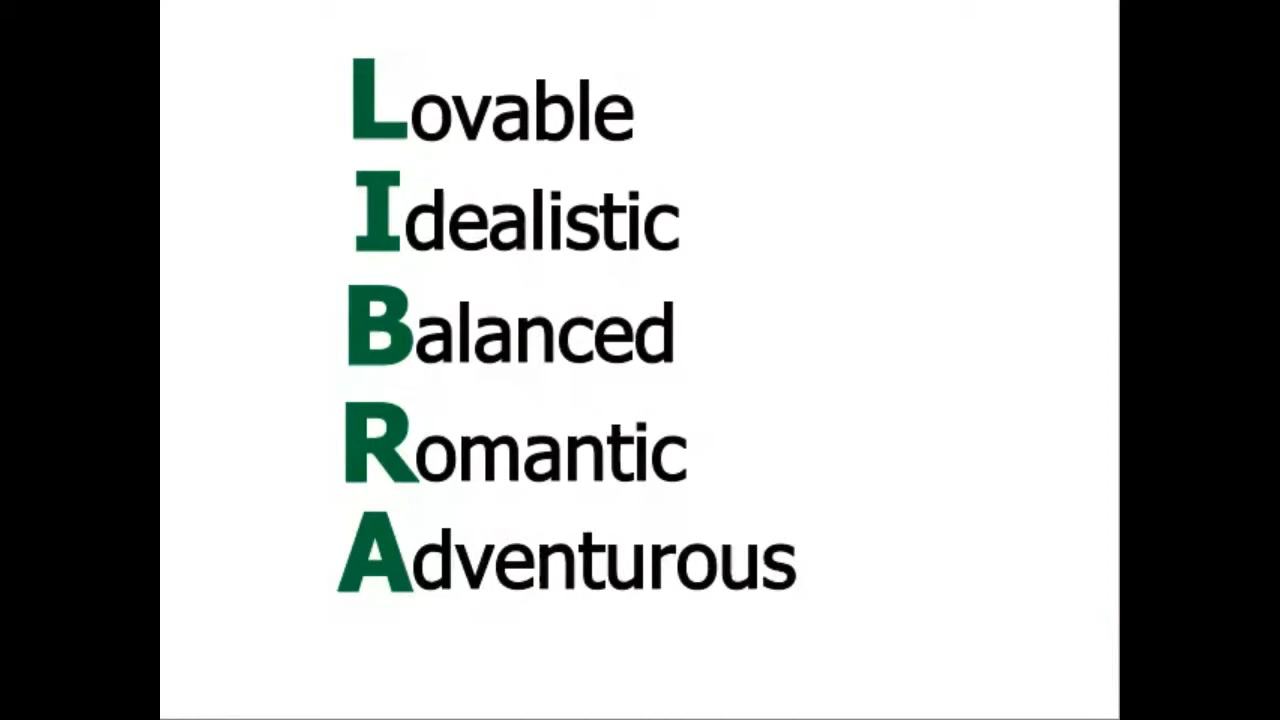 Lovable
Idealistic
Balanced
Romantic
Adventurous